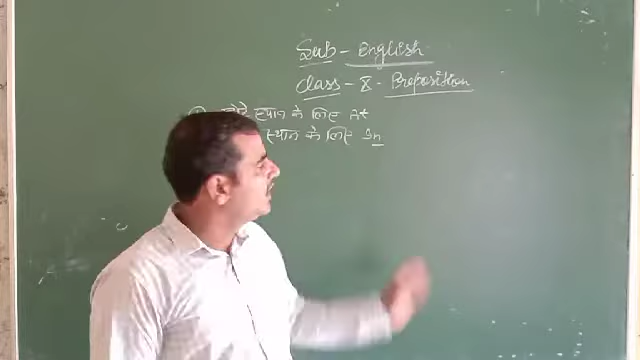 Sub - English
Class - 8 - Preposition
स्थान के लिए At
स्थान के लिए In